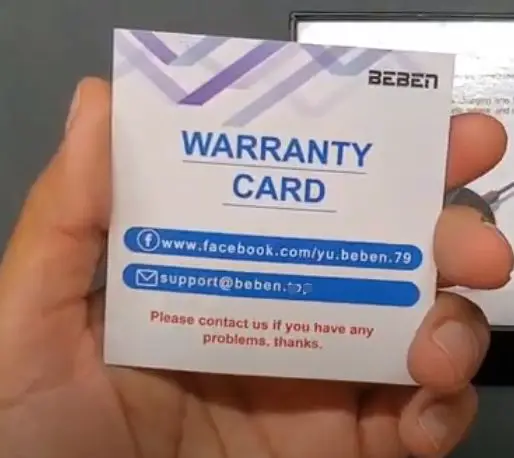 BEBEN
WARRANTY
CARD
www.facebook.com/yu.beben.79
support@beben.
Please contact us if you have any
problems, thanks.